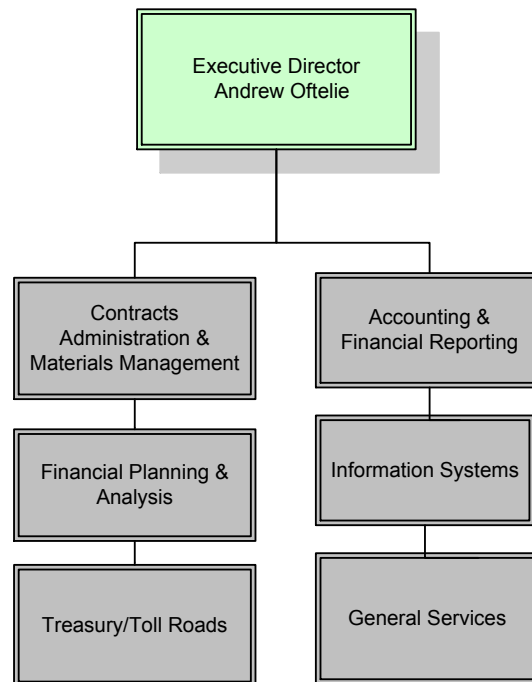 Executive Director
Andrew Oftelie
Contracts
Administration &
Materials Management
Accounting &
Financial Reporting
Financial Planning &
Analysis
Information Systems
Treasury/Toll Roads
General Services